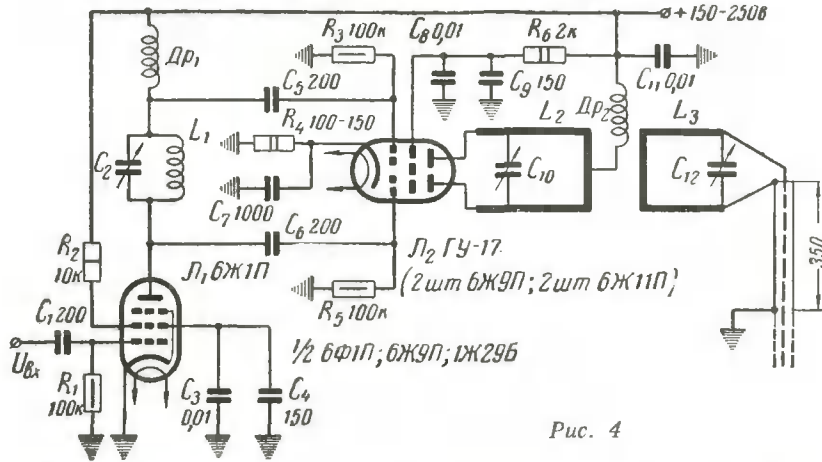 +150-250в
R₃ 100к
C₈ 0,01
R₆ 2к
Др₁
C₅ 200
C₉ 150
C₁₁ 0,01
Др₂
L₁
R₄ 100-150
L₂
L₃
C₂
C₁₀
C₁₂
C₇ 1000
C₆ 200
R₂
10к
Л₁ 6Ж1П
Л₂ ГУ-17
(2шт 6Ж9П; 2шт 6Ж11П)
350
R₅ 100к
C₁ 200
½ 6Ф1П; 6Ж9П; 1Ж29Б
Uвх
R₁
100к
C₃
0,01
C₄
150
Рис. 4